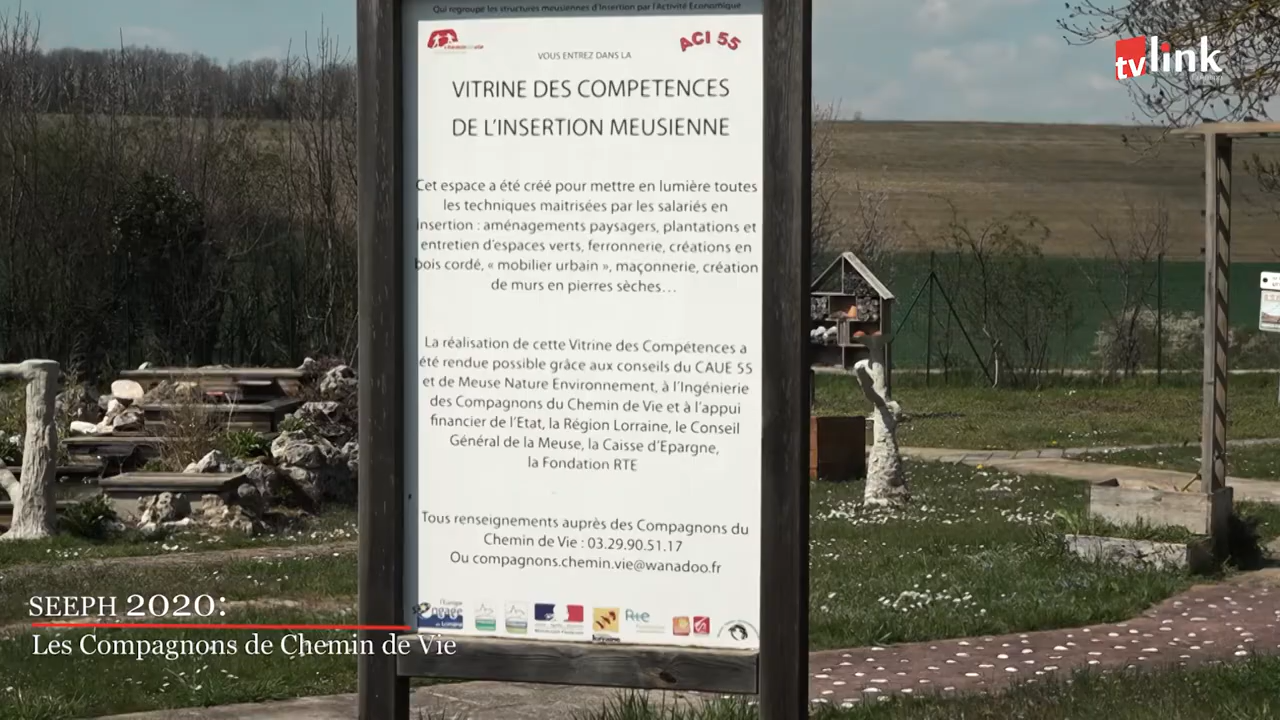 Qui regroupe les structures meusiennes d'Insertion par l'Activité Economique
ACI 55
VOUS ENTREZ DANS LA
VITRINE DES COMPETENCES
DE L'INSERTION MEUSIENNE
Cet espace a été créé pour mettre en lumière toutes
les techniques maitrisées par les salariés en
insertion : aménagements paysagers, plantations et
entretien d'espaces verts, ferronnerie, créations en
bois cordé, « mobilier urbain », maçonnerie, création
de murs en pierres sèches…
La réalisation de cette Vitrine des Compétences a
été rendue possible grâce aux conseils du CAUE 55
et de Meuse Nature Environnement, à l'Ingénierie
des Compagnons du Chemin de Vie et à l'appui
financier de l'Etat, la Région Lorraine, le Conseil
Général de la Meuse, la Caisse d'Epargne,
la Fondation RTE
Tous renseignements auprès des Compagnons du
Chemin de Vie : 03.29.90.51.17
Ou compagnons.chemin.vie@wanadoo.fr
Rte
tvlink
SEEPH 2020:
Les Compagnons de Chemin de Vie